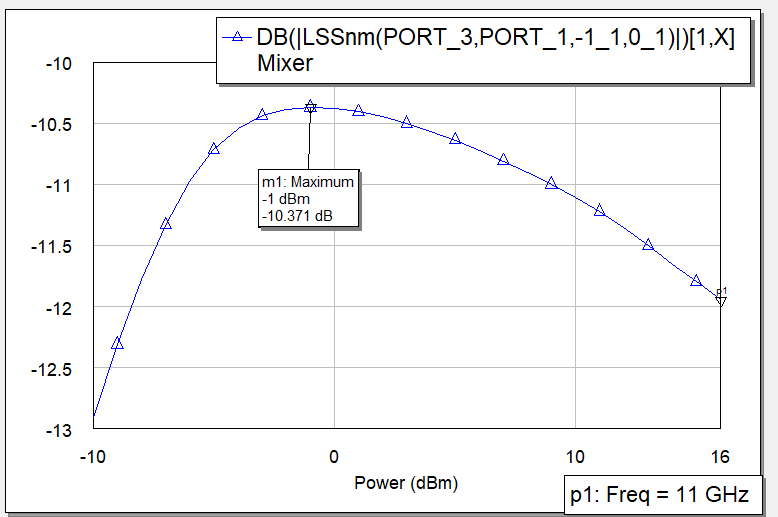 DB(|LSSnm(PORT_3,PORT_1,-1_1,0_1)|)[1,X]
Mixer
-10
-10.5
-11
-11.5
-12
-12.5
-13
m1: Maximum
-1 dBm
-10.371 dB
p1
-10
0
10
16
Power (dBm)
p1: Freq = 11 GHz